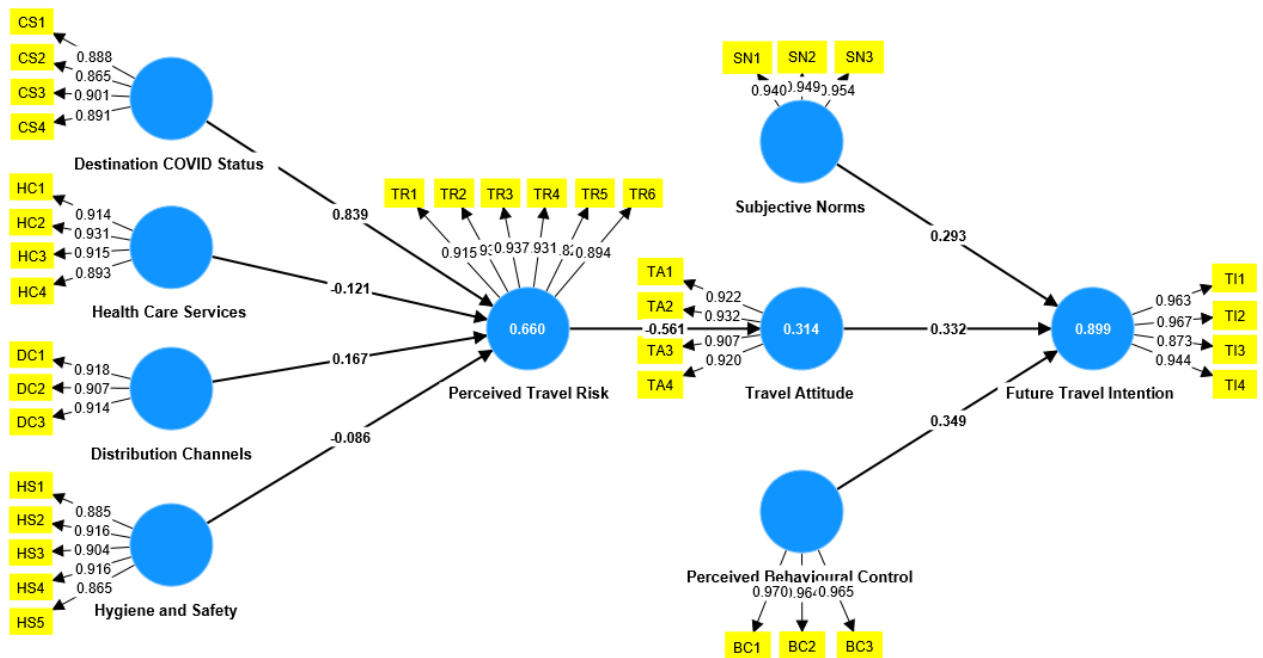 CS1
CS2
CS3
CS4
0.888
0.865
0.901
0.891
Destination COVID Status
HC1
HC2
HC3
HC4
0.914
0.931
0.915
0.893
Health Care Services
DC1
DC2
DC3
0.918
0.907
0.914
Distribution Channels
HS1
HS2
HS3
HS4
HS5
0.885
0.916
0.904
0.916
0.865
Hygiene and Safety
0.839
-0.121
0.167
-0.086
TR1 TR2 TR3 TR4 TR5 TR6
0.915 0.937 0.931 0.894
0.660
Perceived Travel Risk
-0.561
TA1
TA2
TA3
TA4
0.922
0.932
0.907
0.920
0.314
Travel Attitude
SN1 SN2 SN3
0.940 0.949 0.954
Subjective Norms
0.293
0.332
0.349
Perceived Behavioural Control
0.970 0.964 0.965
BC1 BC2 BC3
0.899
Future Travel Intention
0.963
0.967
0.873
0.944
TI1
TI2
TI3
TI4